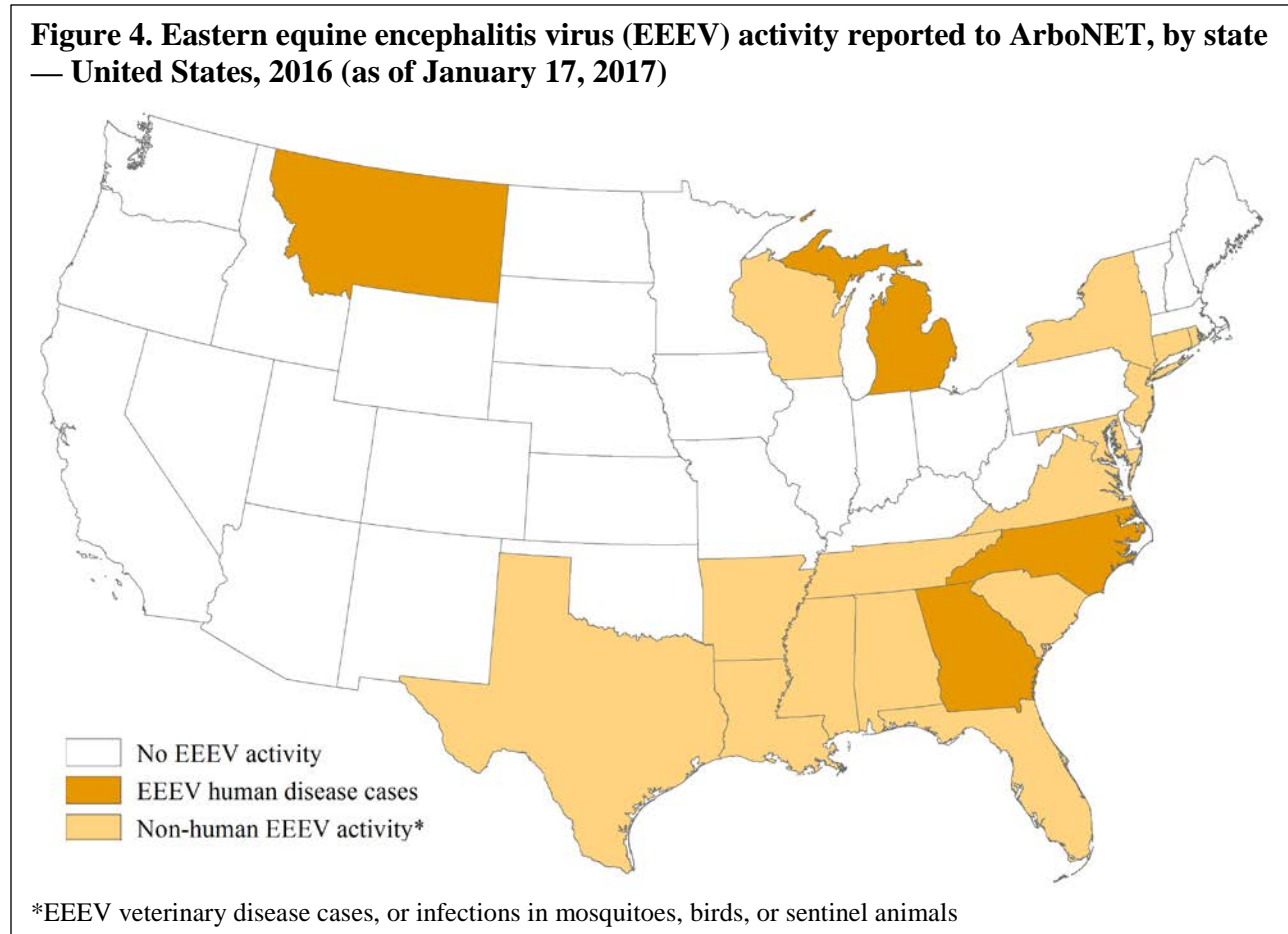 Figure 4. Eastern equine encephalitis virus (EEEV) activity reported to ArboNET, by state
— United States, 2016 (as of January 17, 2017)
No EEEV activity
EEEV human disease cases
Non-human EEEV activity*
*EEEV veterinary disease cases, or infections in mosquitoes, birds, or sentinel animals